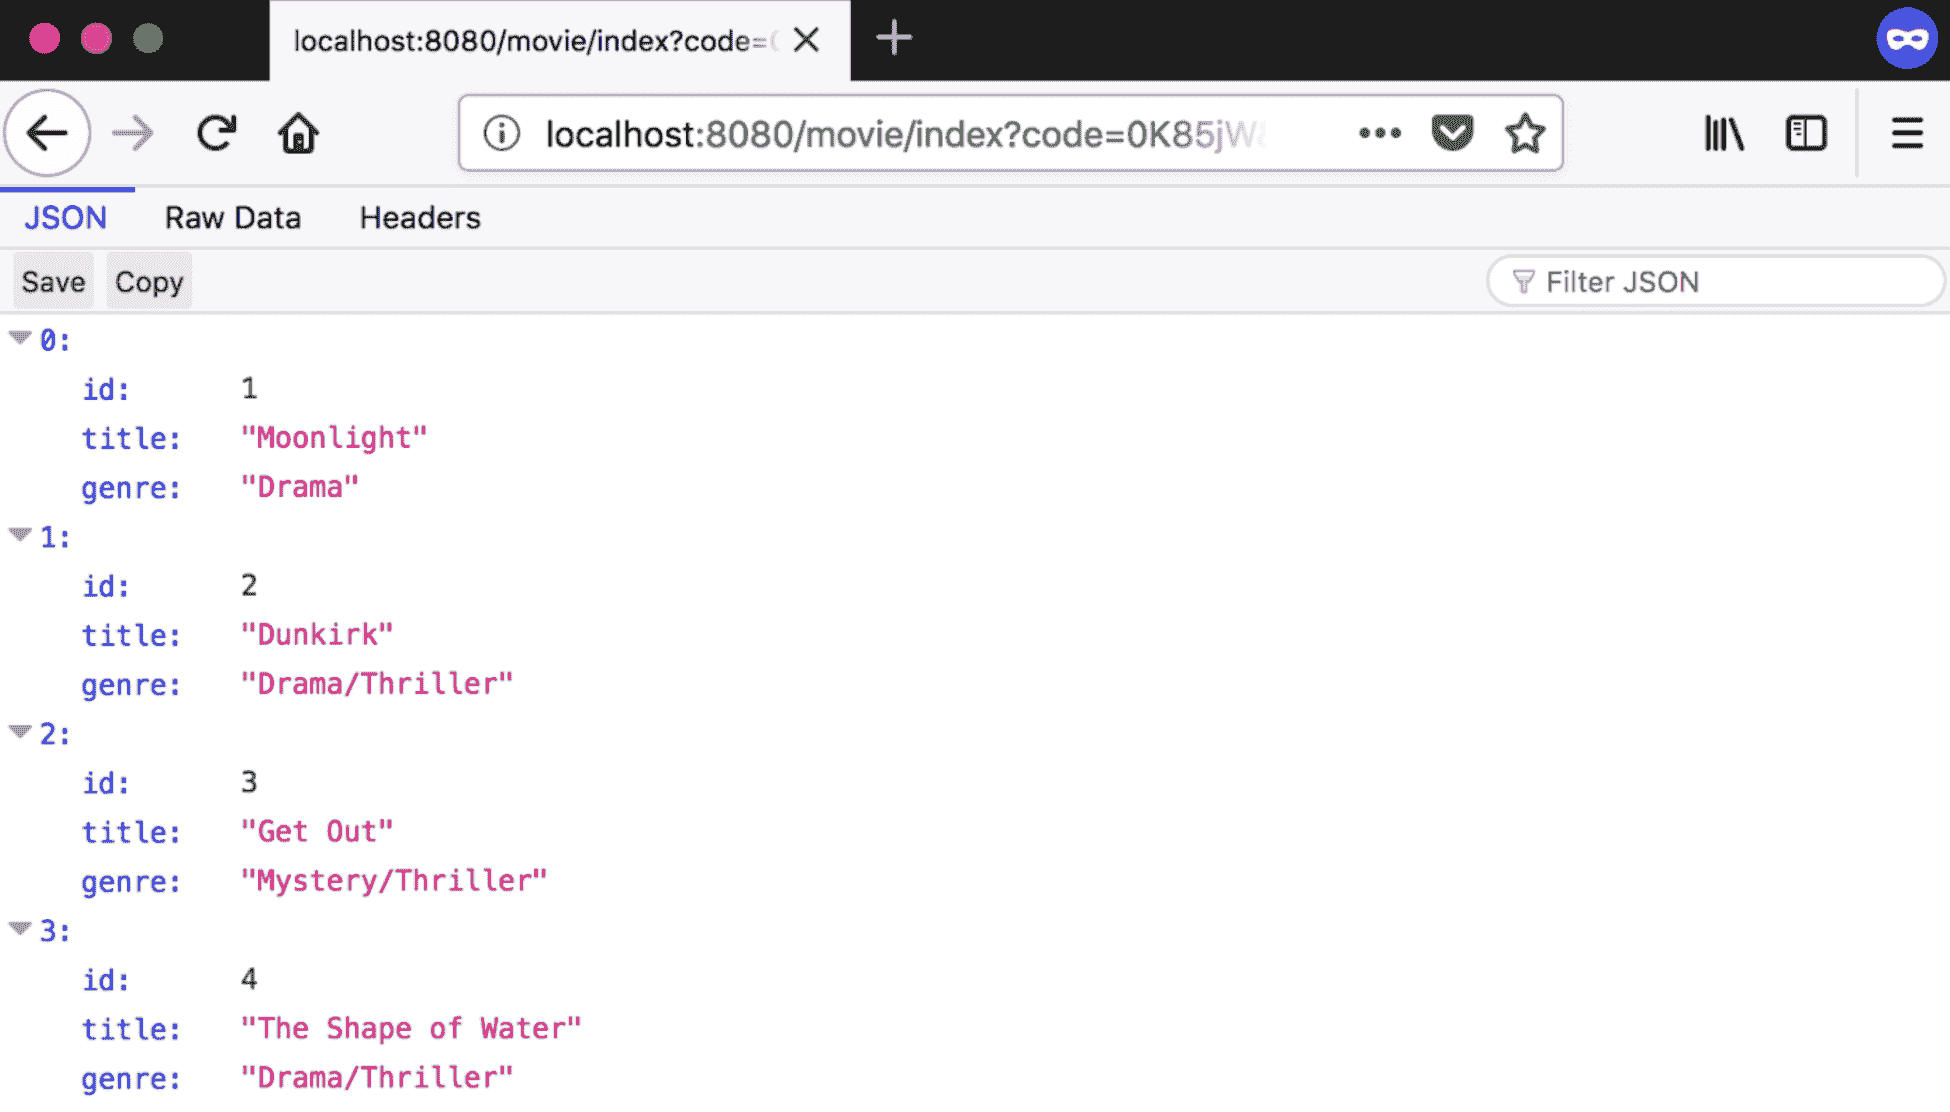 localhost:8080/movie/index?code=
localhost:8080/movie/index?code=0K85jW
JSON Raw Data Headers
Save Copy Filter JSON
0:
id: 1
title: "Moonlight"
genre: "Drama"
1:
id: 2
title: "Dunkirk"
genre: "Drama/Thriller"
2:
id: 3
title: "Get Out"
genre: "Mystery/Thriller"
3:
id: 4
title: "The Shape of Water"
genre: "Drama/Thriller"